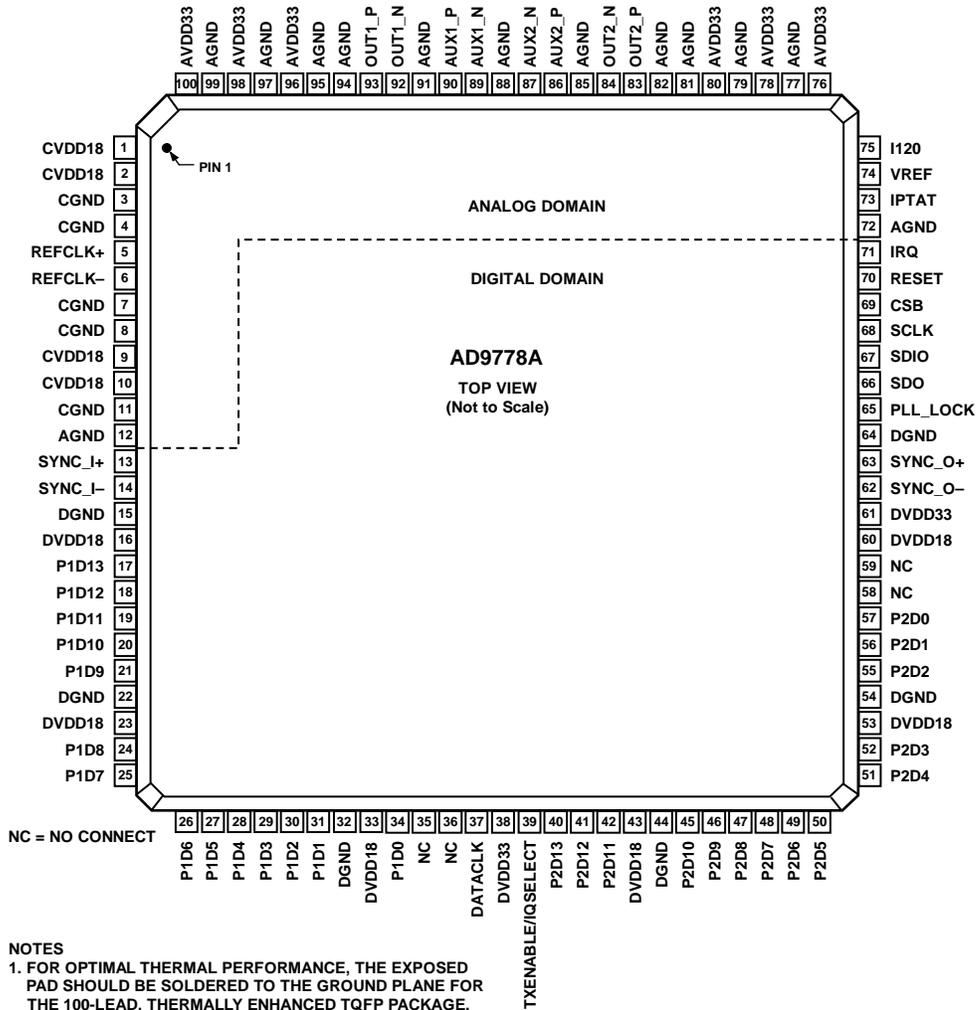 AVDD33
AGND
AVDD33
AGND
AVDD33
AGND
AGND
OUT1_P
OUT1_N
AGND
AUX1_P
AUX1_N
AGND
AUX2_N
AUX2_P
AGND
OUT2_N
OUT2_P
AGND
AGND
AVDD33
AGND
AVDD33
AGND
AVDD33
100 99 98 97 96 95 94 93 92 91 90 89 88 87 86 85 84 83 82 81 80 79 78 77 76
CVDD18 1
CVDD18 2
CGND 3
CGND 4
REFCLK+ 5
REFCLK– 6
CGND 7
CGND 8
CVDD18 9
CVDD18 10
CGND 11
AGND 12
SYNC_I+ 13
SYNC_I– 14
DGND 15
DVDD18 16
P1D13 17
P1D12 18
P1D11 19
P1D10 20
P1D9 21
DGND 22
DVDD18 23
P1D8 24
P1D7 25
PIN 1
ANALOG DOMAIN
DIGITAL DOMAIN
AD9778A
TOP VIEW
(Not to Scale)
75 I120
74 VREF
73 IPTAT
72 AGND
71 IRQ
70 RESET
69 CSB
68 SCLK
67 SDIO
66 SDO
65 PLL_LOCK
64 DGND
63 SYNC_O+
62 SYNC_O–
61 DVDD33
60 DVDD18
59 NC
58 NC
57 P2D0
56 P2D1
55 P2D2
54 DGND
53 DVDD18
52 P2D3
51 P2D4
26 27 28 29 30 31 32 33 34 35 36 37 38 39 40 41 42 43 44 45 46 47 48 49 50
P1D6
P1D5
P1D4
P1D3
P1D2
P1D1
DGND
DVDD18
P1D0
NC
NC
DATACLK
DVDD33
TXENABLE/IQSELECT
P2D13
P2D12
P2D11
DVDD18
DGND
P2D10
P2D9
P2D8
P2D7
P2D6
P2D5
NC = NO CONNECT
NOTES
1. FOR OPTIMAL THERMAL PERFORMANCE, THE EXPOSED
PAD SHOULD BE SOLDERED TO THE GROUND PLANE FOR
THE 100-LEAD, THERMALLY ENHANCED TQFP PACKAGE.